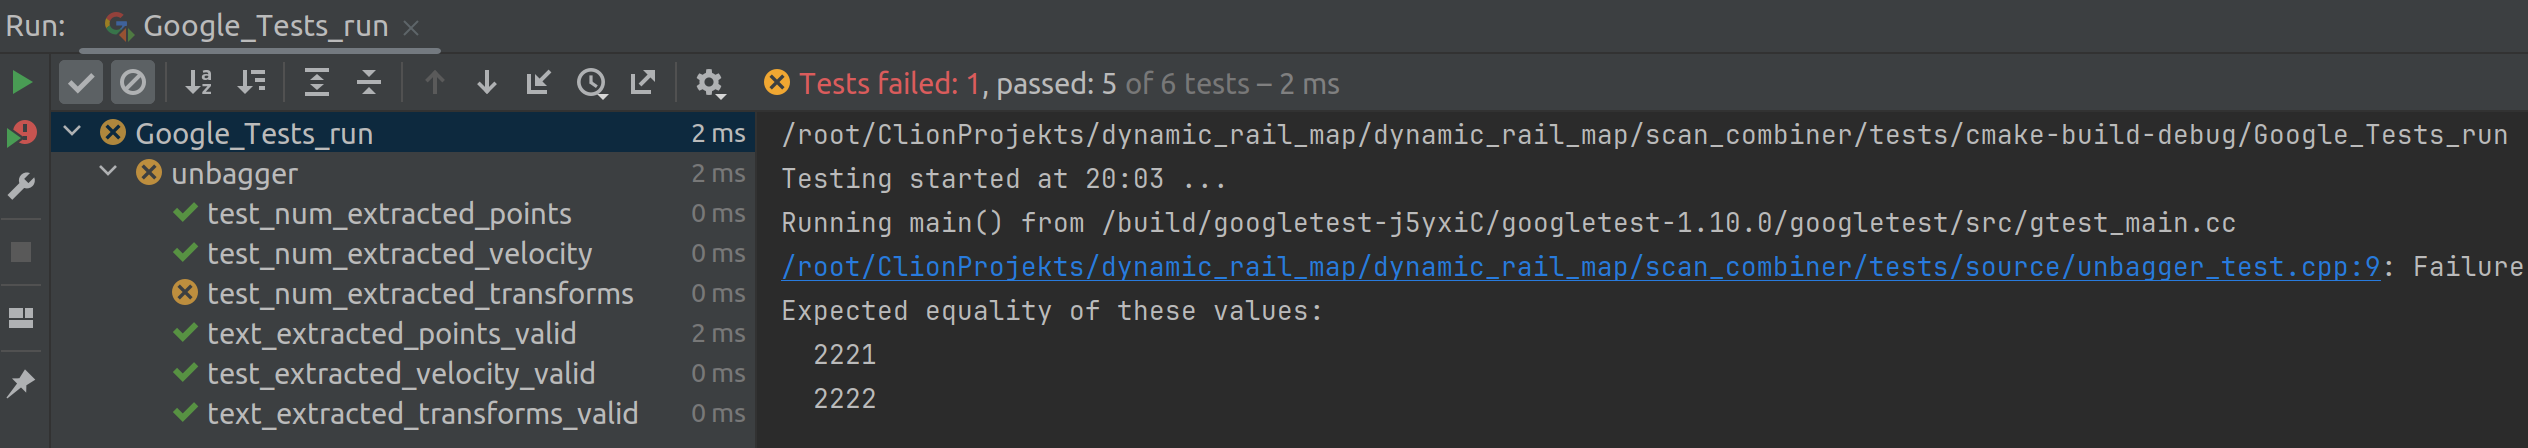 Run: Google_Tests_run
Tests failed: 1, passed: 5 of 6 tests – 2 ms
Google_Tests_run 2 ms
unbagger 2 ms
test_num_extracted_points 0 ms
test_num_extracted_velocity 0 ms
test_num_extracted_transforms 0 ms
text_extracted_points_valid 2 ms
test_extracted_velocity_valid 0 ms
text_extracted_transforms_valid 0 ms
/root/ClionProjekts/dynamic_rail_map/dynamic_rail_map/scan_combiner/tests/cmake-build-debug/Google_Tests_run
Testing started at 20:03 ...
Running main() from /build/googletest-j5yxiC/googletest-1.10.0/googletest/src/gtest_main.cc
/root/ClionProjekts/dynamic_rail_map/dynamic_rail_map/scan_combiner/tests/source/unbagger_test.cpp:9: Failure
Expected equality of these values:
2221
2222